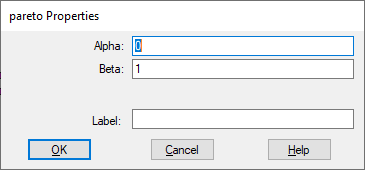 pareto Properties
Alpha: 0
Beta: 1
Label:
OK Cancel Help